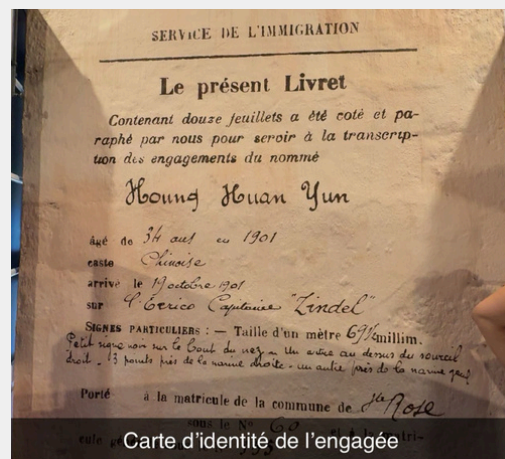 SERVICE DE L'IMMIGRATION
Le présent Livret
Contenant douze feuillets a été coté et pa-
raphé par nous pour servir à la transcrip-
tion des engagements du nommé
Houng Huan Yun
âgé de 34 ans en 1901
caste Chinoise
arrivé le 19 octobre 1901
sur l'Erica Capitaine "Zindel"
SIGNES PARTICULIERS : — Taille d'un mètre 69½ millim.
Petit signe noir sur le bout du nez — Un autre au dessus du sourcil
droit - 3 points près de la narine droite - un autre près de la narine
Porté à la matricule de la commune de Ste Rose
sous le No 60
Carte d'identité de l'engagée